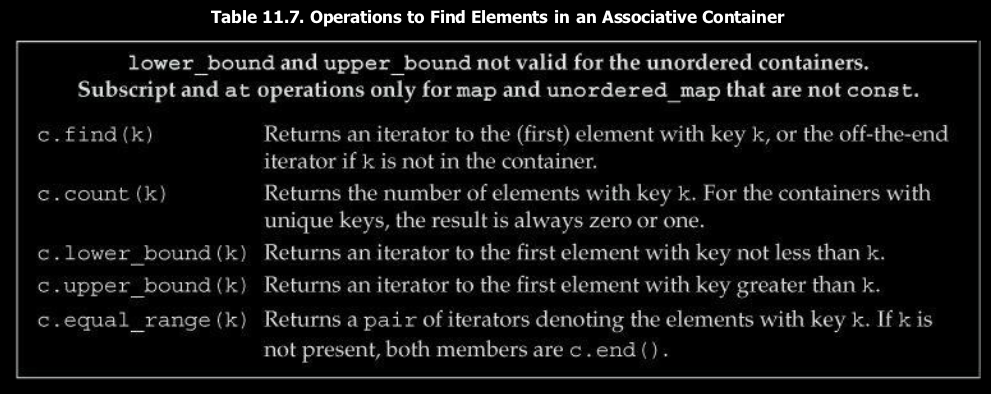 Table 11.7. Operations to Find Elements in an Associative Container
lower_bound and upper_bound not valid for the unordered containers.
Subscript and at operations only for map and unordered_map that are not const.
c.find(k) Returns an iterator to the (first) element with key k, or the off-the-end
iterator if k is not in the container.
c.count(k) Returns the number of elements with key k. For the containers with
unique keys, the result is always zero or one.
c.lower_bound(k) Returns an iterator to the first element with key not less than k.
c.upper_bound(k) Returns an iterator to the first element with key greater than k.
c.equal_range(k) Returns a pair of iterators denoting the elements with key k. If k is
not present, both members are c.end().